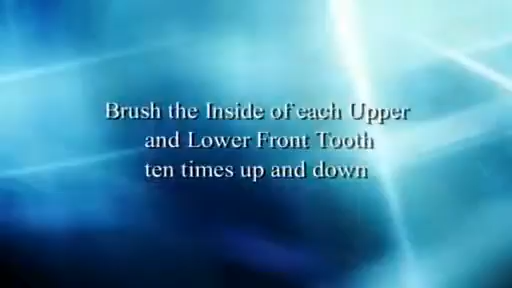 Brush the Inside of each Upper
and Lower Front Tooth
ten times up and down